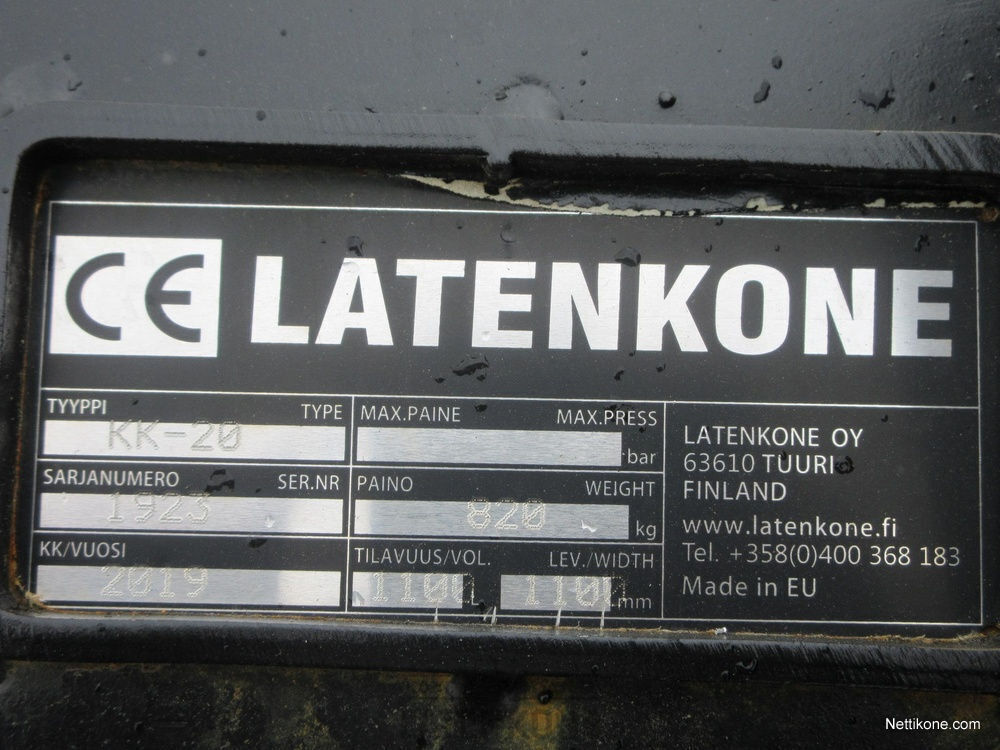 CE LATENKONE
TYYPPI TYPE
KK-20
SARJANUMERO SER.NR
1923
KK/VUOSI
2019
MAX.PAINE MAX.PRESS
bar
PAINO WEIGHT
820 kg
TILAVUUS/VOL. LEV./WIDTH
1100 L 1100 mm
LATENKONE OY
63610 TUURI
FINLAND
www.latenkone.fi
Tel. +358(0)400 368 183
Made in EU
Nettikone.com